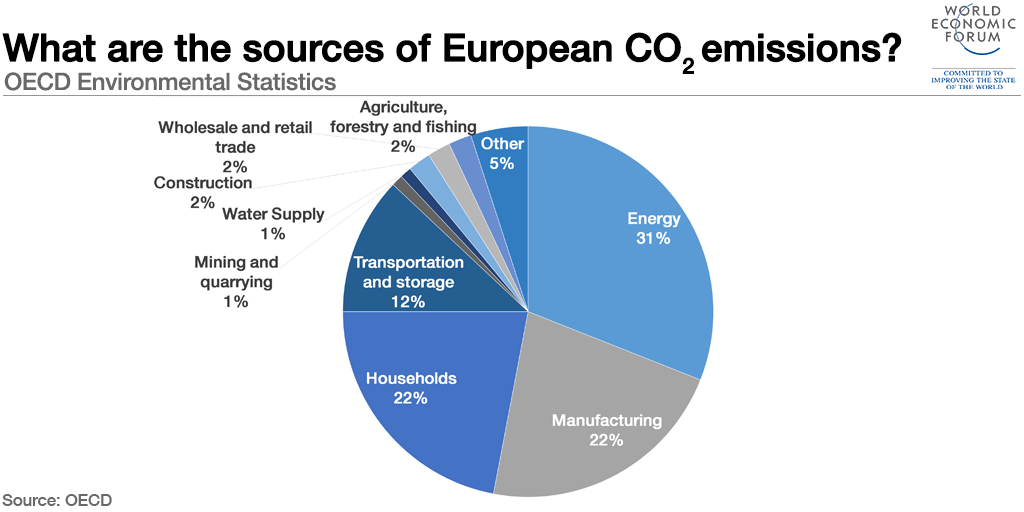 WORLD
ECONOMIC
FORUM
COMMITTED TO
IMPROVING THE STATE
OF THE WORLD
What are the sources of European CO2 emissions?
OECD Environmental Statistics
Agriculture,
forestry and fishing
2%
Wholesale and retail
trade
2%
Construction
2%
Water Supply
1%
Mining and
quarrying
1%
Other
5%
Energy
31%
Transportation
and storage
12%
Households
22%
Manufacturing
22%
Source: OECD